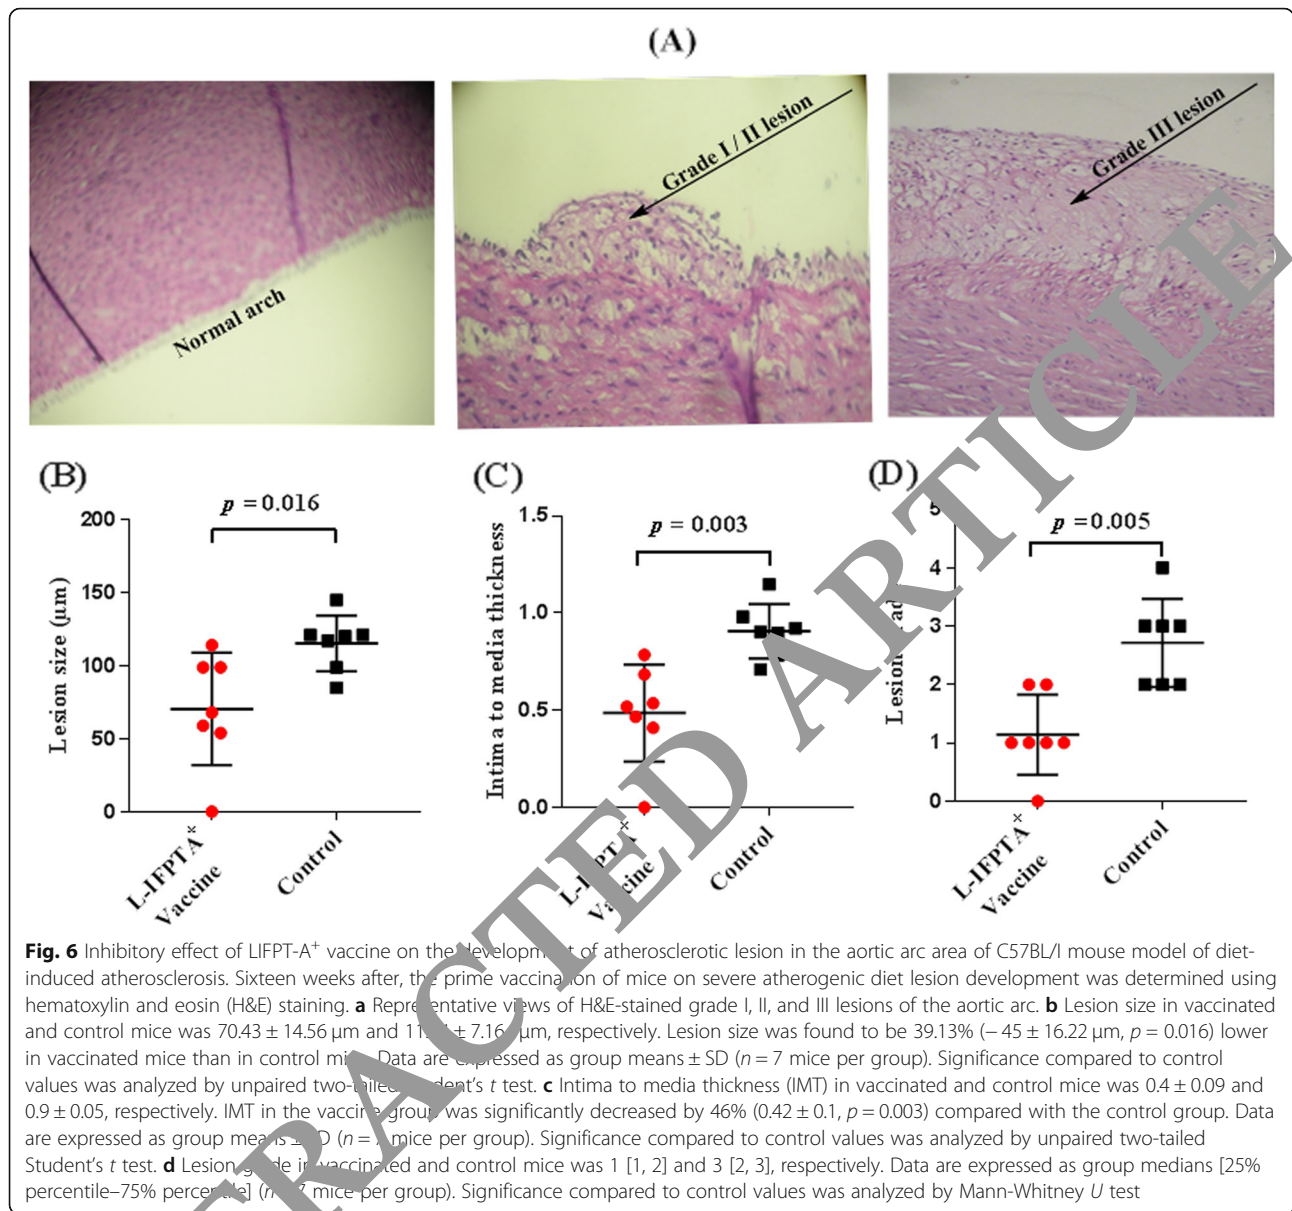 (A)
Normal arch
Grade I / II lesion
Grade III lesion
(B)
p = 0.016
200
150
100
50
0
Lesion size (µm)
L-IFPTA*
Vaccine
Control
(C)
p = 0.003
1.5
1.0
0.5
0.0
Intima to media thickness
Vaccine
Control
(D)
p =0.005
5
4
3
2
1
0
Lesion
L-IFPTA×
Vaccine
Control
RACTED ARTICLE
Fig. 6 Inhibitory effect of LIFPT-A⁺ vaccine on the development of atherosclerotic lesion in the aortic arc area of C57BL/I mouse model of diet-
induced atherosclerosis. Sixteen weeks after, the prime vaccination of mice on severe atherogenic diet lesion development was determined using
hematoxylin and eosin (H&E) staining. a Representative views of H&E-stained grade I, II, and III lesions of the aortic arc. b Lesion size in vaccinated
and control mice was 70.43 ± 14.56 µm and ± 7.16 µm, respectively. Lesion size was found to be 39.13% (− 45 ± 16.22 µm, p = 0.016) lower
in vaccinated mice than in control mice. Data are expressed as group means ± SD (n = 7 mice per group). Significance compared to control
values was analyzed by unpaired two-tailed Student's t test. c Intima to media thickness (IMT) in vaccinated and control mice was 0.4 ± 0.09 and
0.9 ± 0.05, respectively. IMT in the vaccine group was significantly decreased by 46% (0.42 ± 0.1, p = 0.003) compared with the control group. Data
are expressed as group means ± SD (n = mice per group). Significance compared to control values was analyzed by unpaired two-tailed
Student's t test. d Lesion grade in vaccinated and control mice was 1 [1, 2] and 3 [2, 3], respectively. Data are expressed as group medians [25%
percentile–75% percentile] (n = 7 mice per group). Significance compared to control values was analyzed by Mann-Whitney U test